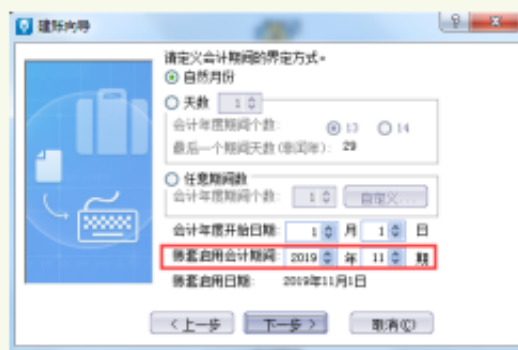 建账向导
请定义会计期间的界定方式。
自然月份
天数 1
会计年度期间个数: 13 14
最后一个期间天数(非闰年): 29
任意期间数
会计年度期间个数: 1 自定义...
会计年度开始日期: 1 月 1 日
账套启用会计期间: 2019 年 11 期
账套启用日期: 2019年11月1日
<上一步 下一步> 取消(C)